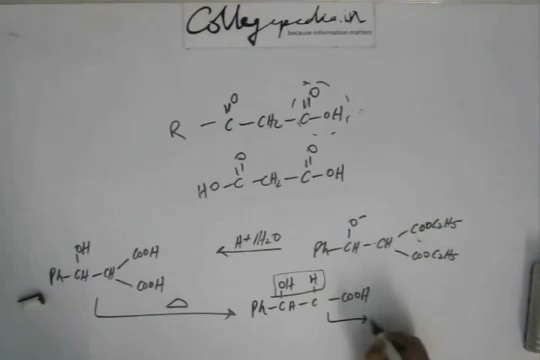 Collegepedia.in
because information matters
R - C - CH2 - C - OH
O O
HO - C - CH2 - C - OH
O O
Ph - CH - CH
OH COOH COOH
H+/H2O
Ph - CH - CH
O- COOC2H5 COOC2H5
Δ
Ph - CH - C - COOH
OH H